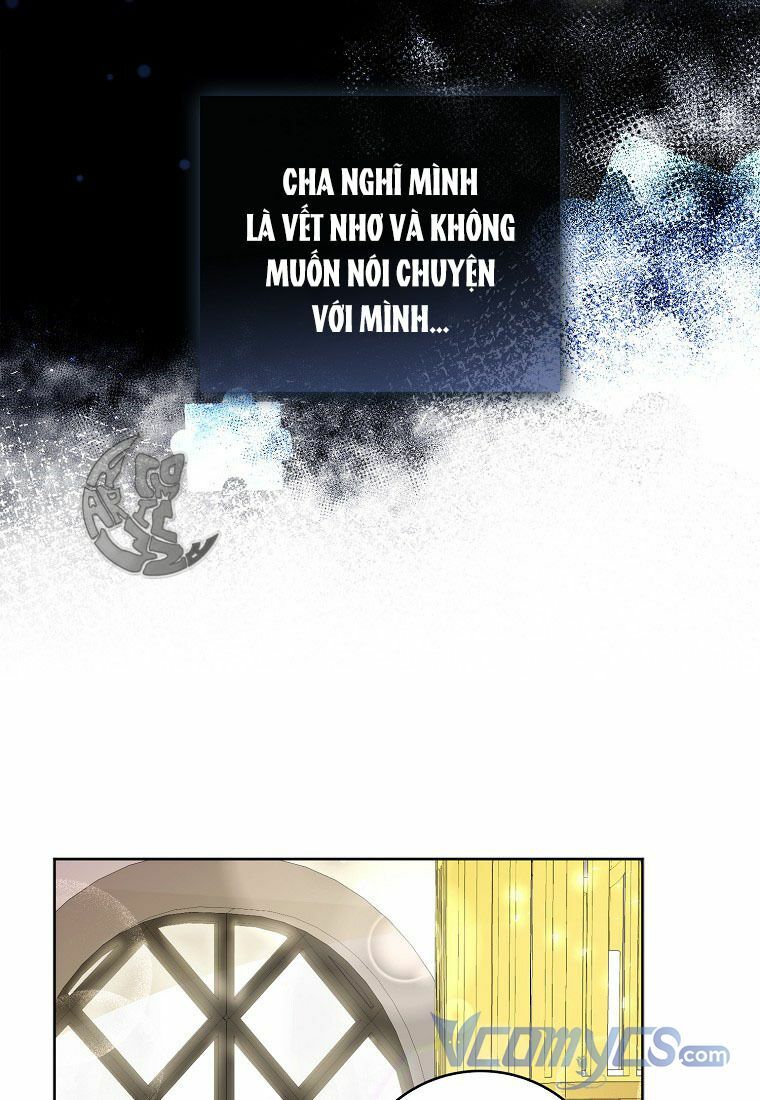 CHA NGHĨ MÌNH
LÀ VẾT NHƠ VÀ KHÔNG
MUỐN NÓI CHUYỆN
VỚI MÌNH...
VCOMYCS.com